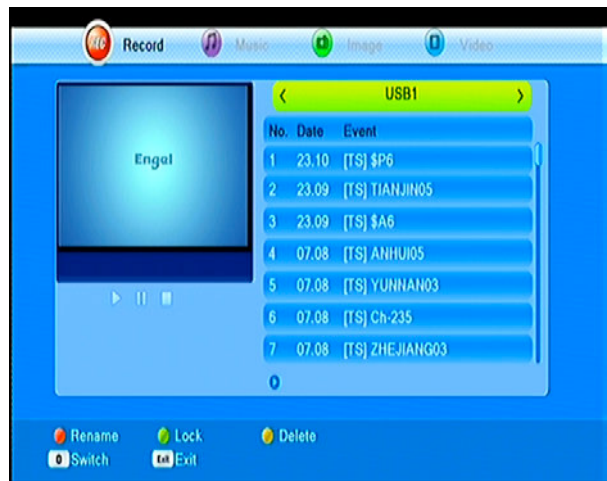 REC Record Music Image Video
< USB1 >
No. Date Event
Engel
1 23.10 [TS] $P6
2 23.09 [TS] TIANJIN05
3 23.09 [TS] $A6
4 07.08 [TS] ANHUI05
5 07.08 [TS] YUNNAN03
6 07.08 [TS] Ch-235
7 07.08 [TS] ZHEJIANG03
Rename Lock Delete
0 Switch Exit Exit